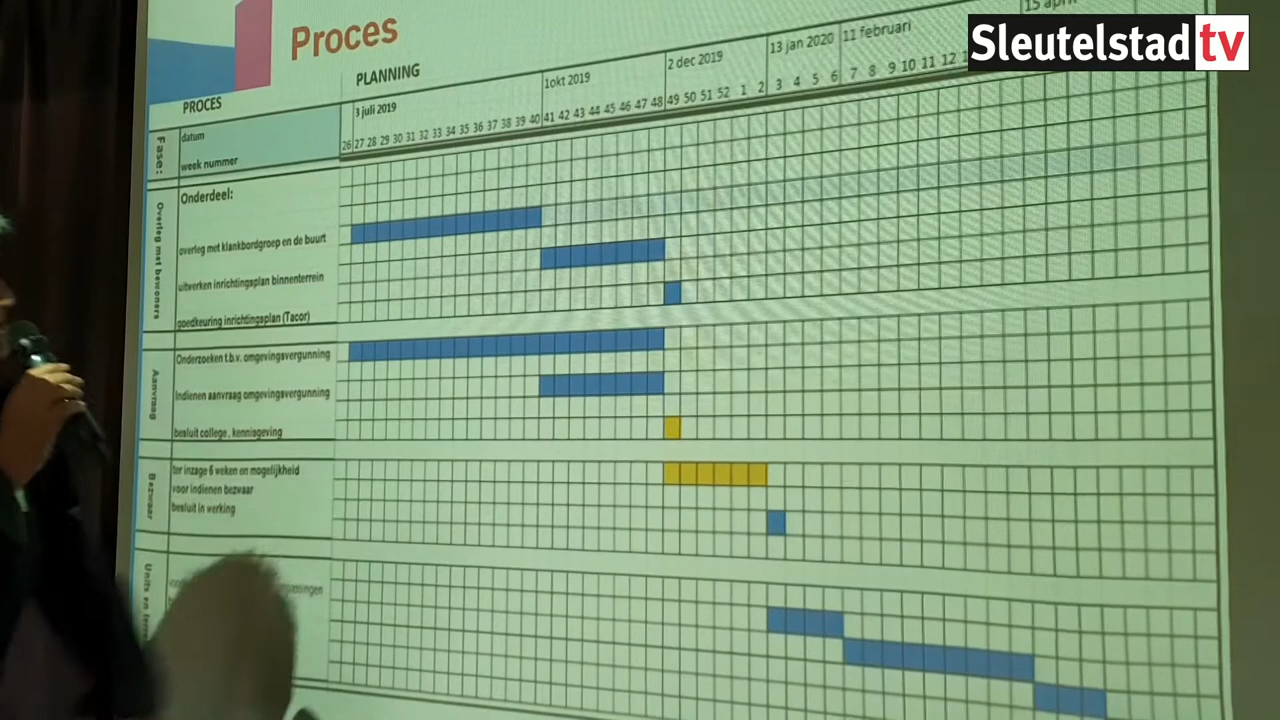 Proces
Sleutelstad tv
PROCES
PLANNING
datum
3 juli 2019
1okt 2019
2 dec 2019
13 jan 2020
11 februari
15 april
Fase:
week nummer
26 27 28 29 30 31 32 33 34 35 36 37 38 39 40 41 42 43 44 45 46 47 48 49 50 51 52 1 2 3 4 5 6 7 8 9 10 11 12
Overleg met bewoners
Onderdeel:
overleg met klankbordgroep en de buurt
uitwerken inrichtingsplan binnenterrein
goedkeuring inrichtingsplan (Tacor)
Aanvraag
Onderzoeken t.b.v. omgevingsvergunning
Indienen aanvraag omgevingsvergunning
besluit college , kennisgeving
Bezwaar
ter inzage 6 weken en mogelijkheid
voor indienen bezwaar
besluit in werking
Units en